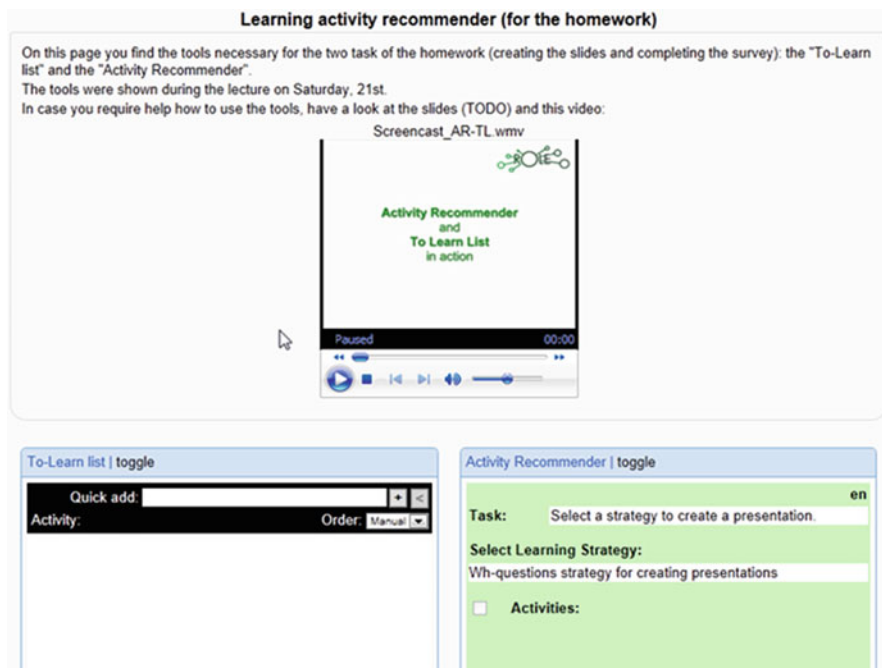 Learning activity recommender (for the homework)
On this page you find the tools necessary for the two task of the homework (creating the slides and completing the survey): the "To-Learn
list" and the "Activity Recommender".
The tools were shown during the lecture on Saturday, 21st.
In case you require help how to use the tools, have a look at the slides (TODO) and this video:
Screencast_AR-TL.wmv
ROLE
Activity Recommender
and
To Learn List
in action
Paused 00:00
To-Learn list | toggle
Quick add: + <
Activity: Order: Manual
Activity Recommender | toggle
en
Task: Select a strategy to create a presentation.
Select Learning Strategy:
Wh-questions strategy for creating presentations
Activities: